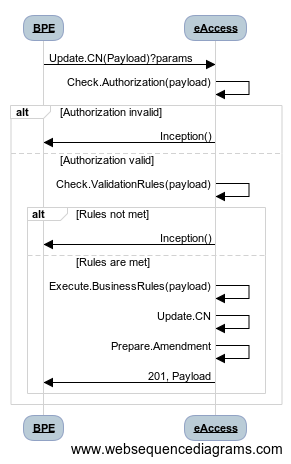 BPE eAccess
Update.CN(Payload)?params
Check.Authorization(payload)
alt [Authorization invalid]
Inception()
[Authorization valid]
Check.ValidationRules(payload)
alt [Rules not met]
Inception()
[Rules are met]
Execute.BusinessRules(payload)
Update.CN
Prepare.Amendment
201, Payload
BPE eAccess
www.websequencediagrams.com